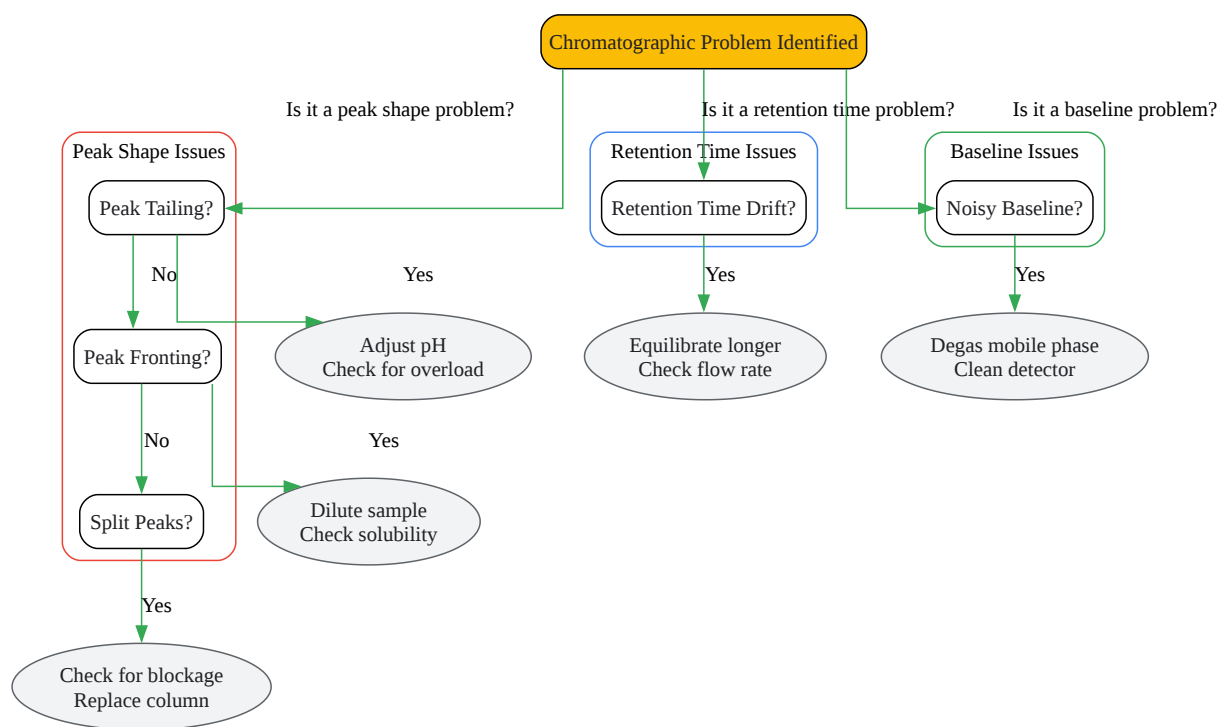 Chromatographic Problem Identified
Is it a peak shape problem?
Is it a retention time problem?
Is it a baseline problem?
Peak Shape Issues
Retention Time Issues
Baseline Issues
Peak Tailing?
Retention Time Drift?
Noisy Baseline?
No
Yes
Yes
Yes
Peak Fronting?
Adjust pH
Check for overload
Equilibrate longer
Check flow rate
Degas mobile phase
Clean detector
No
Yes
Split Peaks?
Dilute sample
Check solubility
Yes
Check for blockage
Replace column